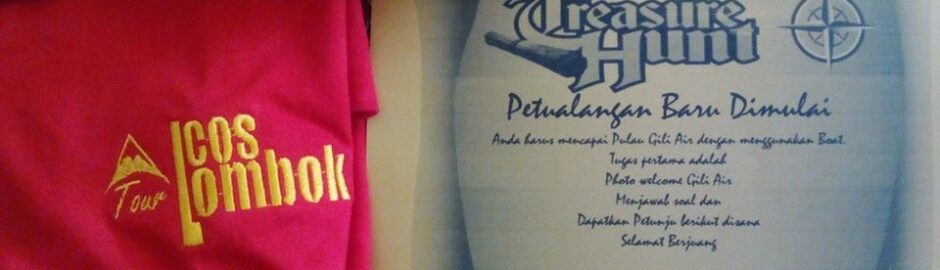 Tour
Icos
Lombok
Treasure
Hunt
Petualangan Baru Dimulai
Anda harus mencapai Pulau Gili Air dengan menggunakan Boat.
Tugas pertama adalah
Photo welcome Gili Air
Menjawab soal dan
Dapatkan Petunju berikut disana
Selamat Berjuang